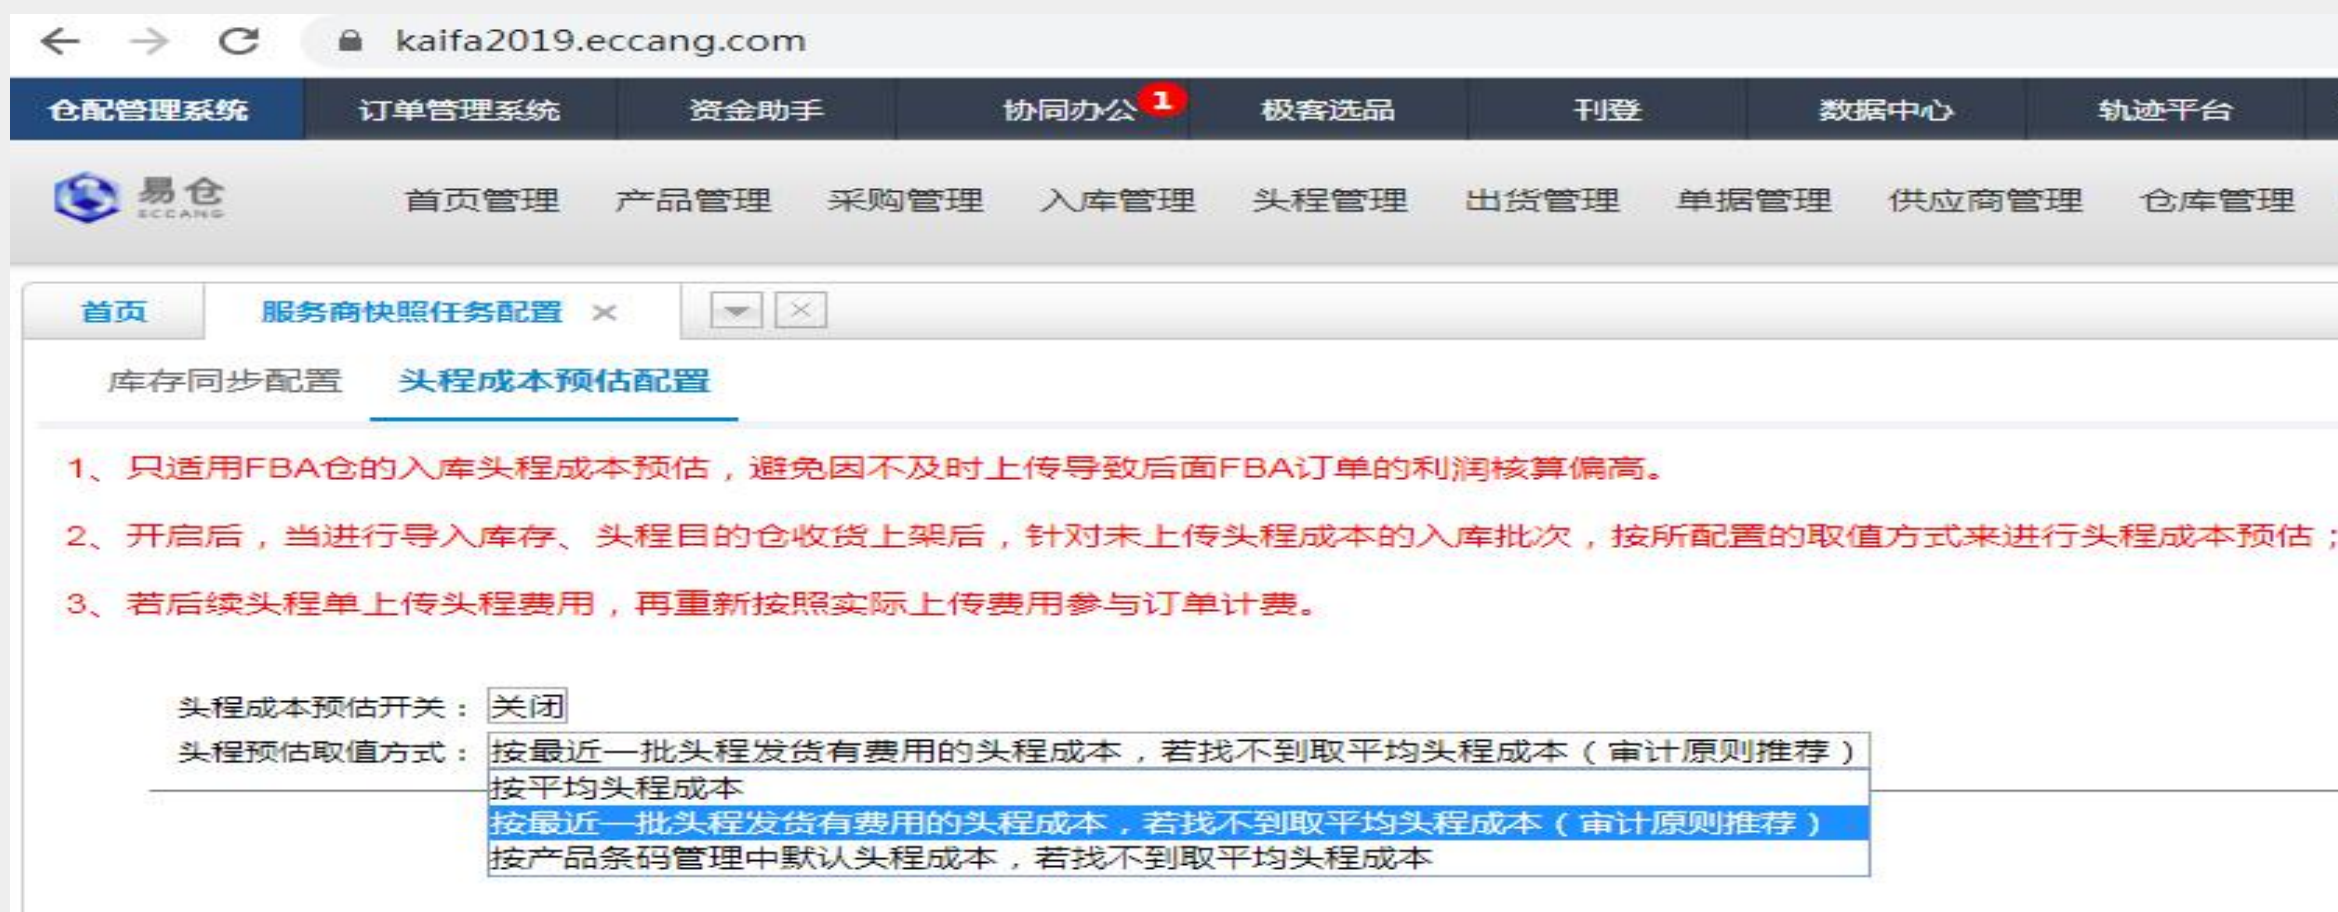 kaifa2019.eccang.com
仓配管理系统 订单管理系统 资金助手 协同办公 1 极客选品 刊登 数据中心 轨迹平台
易仓 首页管理 产品管理 采购管理 入库管理 头程管理 出货管理 单据管理 供应商管理 仓库管理
ECCANG
首页 服务商快照任务配置
库存同步配置 头程成本预估配置
1、只适用FBA仓的入库头程成本预估，避免因不及时上传导致后面FBA订单的利润核算偏高。
2、开启后，当进行导入库存、头程目的仓收货上架后，针对未上传头程成本的入库批次，按所配置的取值方式来进行头程成本预估；
3、若后续头程单上传头程费用，再重新按照实际上传费用参与订单计费。
头程成本预估开关： 关闭
头程预估取值方式： 按最近一批头程发货有费用的头程成本，若找不到取平均头程成本（审计原则推荐）
按平均头程成本
按最近一批头程发货有费用的头程成本，若找不到取平均头程成本（审计原则推荐）
按产品条码管理中默认头程成本，若找不到取平均头程成本